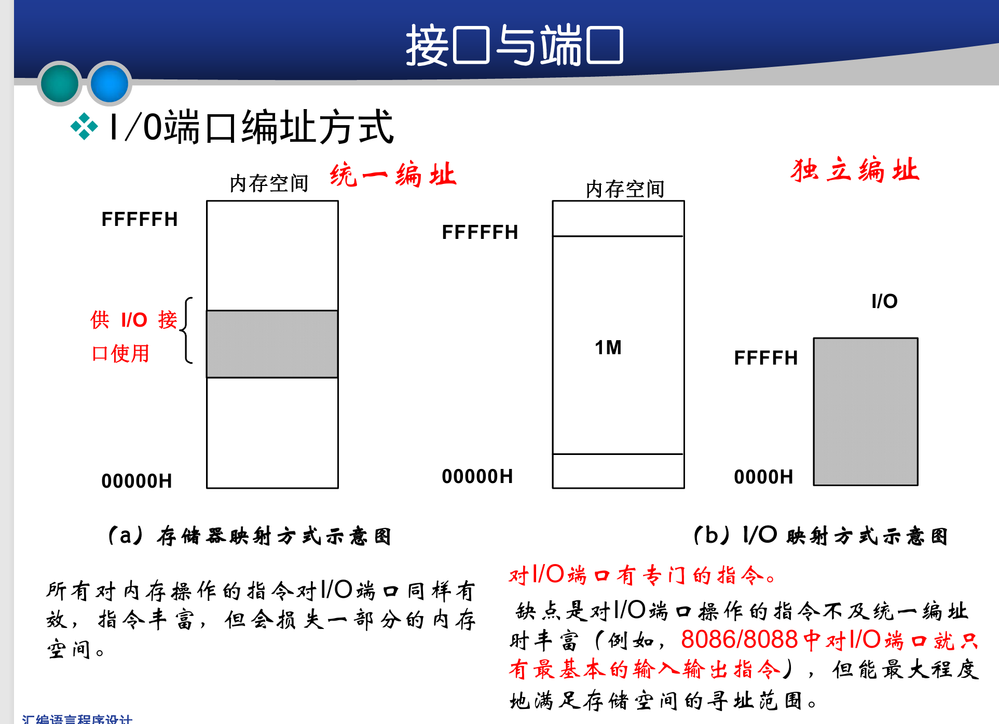 接口与端口
I/O端口编址方式
统一编址
独立编址
内存空间
内存空间
FFFFFH
FFFFFH
I/O
供 I/O 接
口使用
1M
FFFFH
00000H
00000H
0000H
（a）存储器映射方式示意图
（b）I/O 映射方式示意图
所有对内存操作的指令对I/O端口同样有
效，指令丰富，但会损失一部分的内存
空间。
对I/O端口有专门的指令。
缺点是对I/O端口操作的指令不及统一编址
时丰富（例如，8086/8088中对I/O端口就只
有最基本的输入输出指令），但能最大程度
地满足存储空间的寻址范围。
汇编语言程序设计